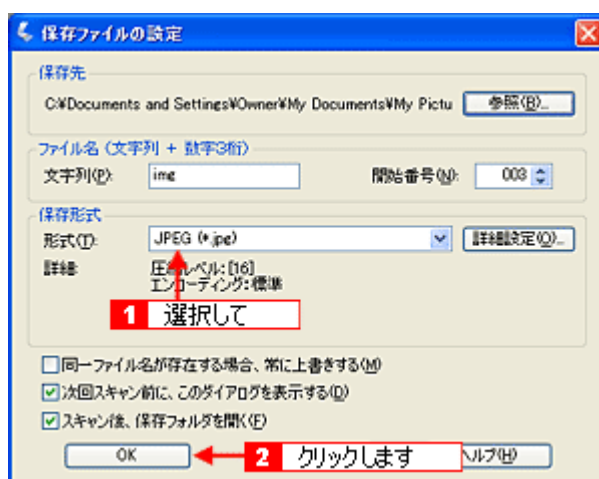 保存ファイルの設定
保存先
C:¥Documents and Settings¥Owner¥My Documents¥My Pictu 参照(B)...
ファイル名 (文字列 + 数字3桁)
文字列(P): img 開始番号(N): 003
保存形式
形式(T): JPEG (*.jpg) 詳細設定(O)...
詳細: 圧縮レベル:[16]
エンコーディング:標準
1 選択して
同一ファイル名が存在する場合、常に上書きする(M)
次回スキャン前に、このダイアログを表示する(D)
スキャン後、保存フォルダを開く(F)
OK 2 クリックします ヘルプ(H)